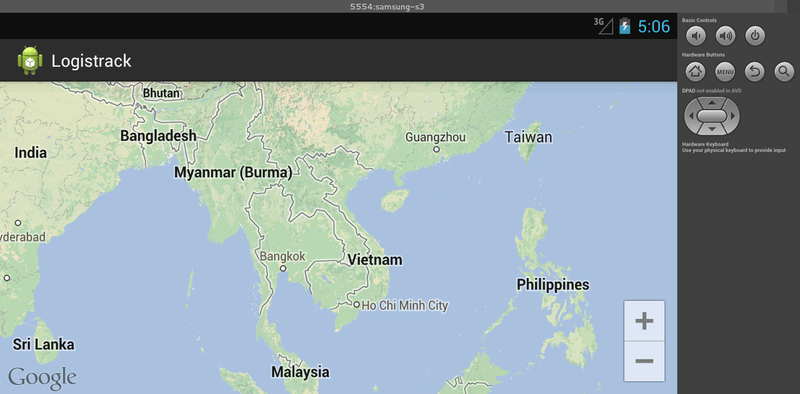 5554:samsung-s3
3G
5:06
Logistrack
Bhutan
Bangladesh
India
Myanmar (Burma)
Guangzhou
Taiwan
yderabad
Bangkok
Vietnam
Ho Chi Minh City
Philippines
Sri Lanka
Malaysia
Google
+
−
Basic Controls
Hardware Buttons
MENU
DPAD not enabled in AVD
Hardware Keyboard
Use your physical keyboard to provide input